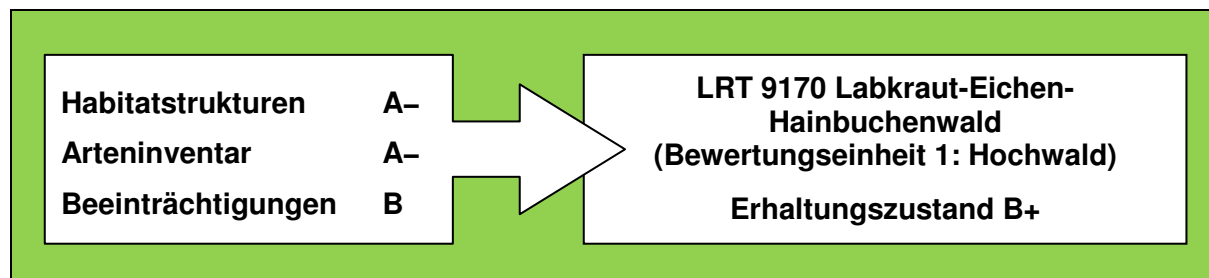 Habitatstrukturen A–
Arteninventar A–
Beeinträchtigungen B
LRT 9170 Labkraut-Eichen-
Hainbuchenwald
(Bewertungseinheit 1: Hochwald)
Erhaltungszustand B+